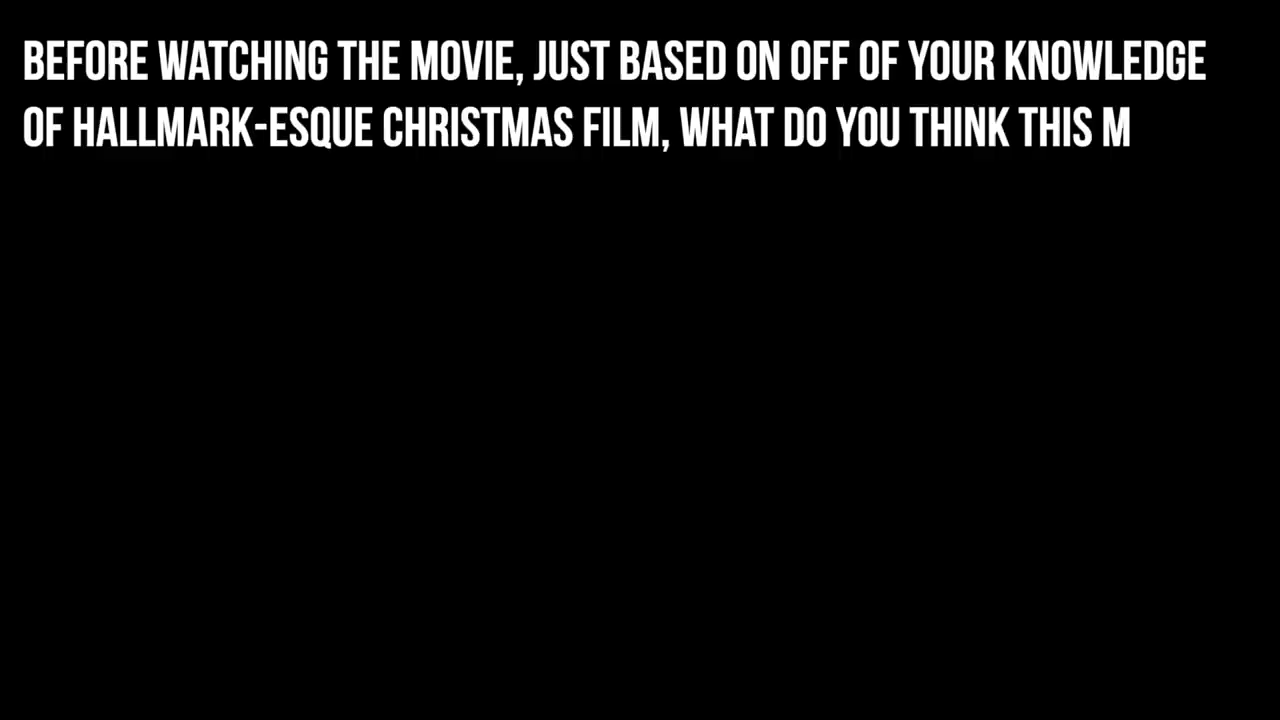 BEFORE WATCHING THE MOVIE, JUST BASED ON OFF OF YOUR KNOWLEDGE
OF HALLMARK-ESQUE CHRISTMAS FILM, WHAT DO YOU THINK THIS M